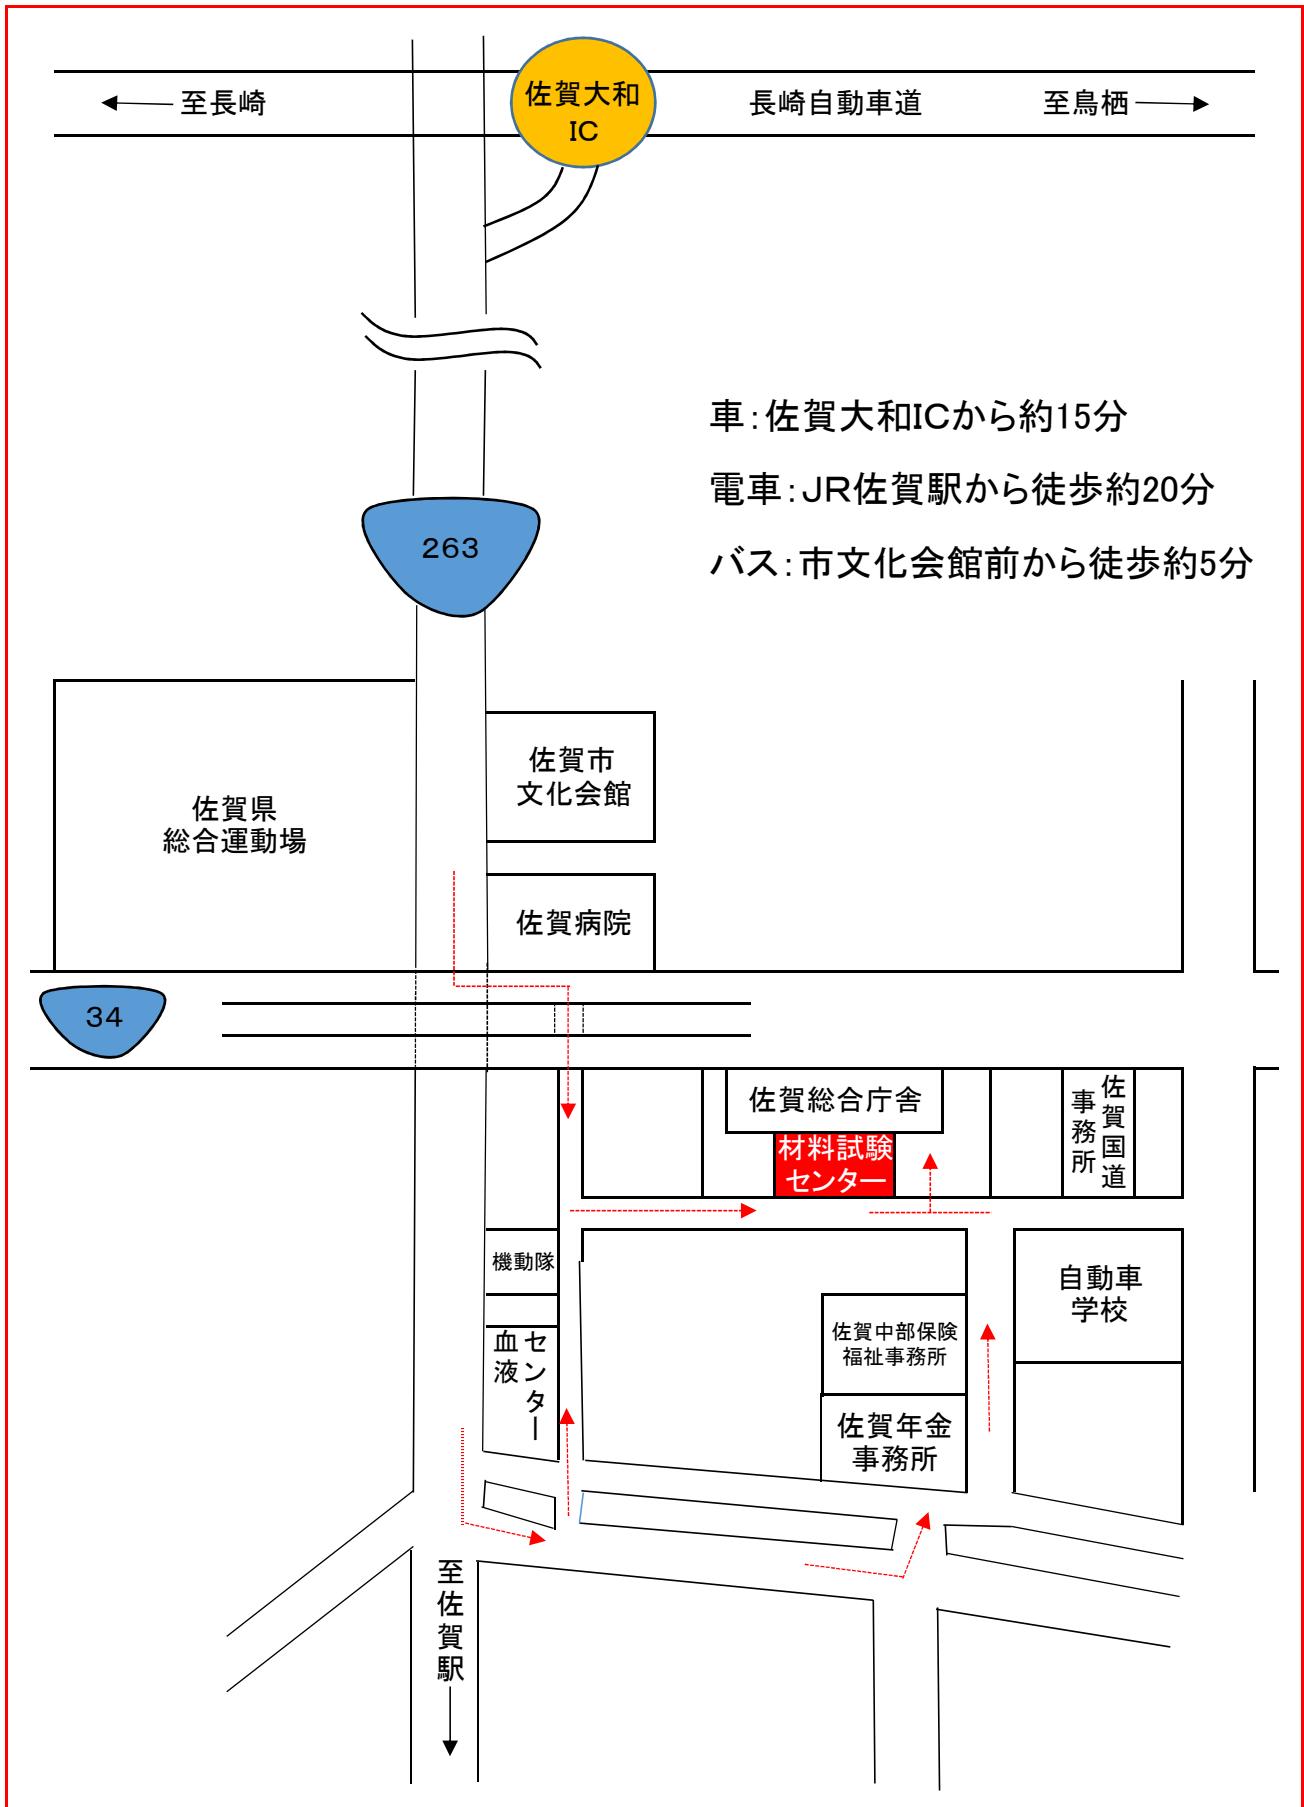 佐賀大和
IC
至長崎
長崎自動車道
至鳥栖
車：佐賀大和ICから約15分
電車：JR佐賀駅から徒歩約20分
バス：市文化会館前から徒歩約5分
263
佐賀県
総合運動場
佐賀市
文化会館
佐賀病院
34
佐賀総合庁舎
材料試験
センター
佐賀国道
事務所
機動隊
血液
センター
佐賀中部保険
福祉事務所
佐賀年金
事務所
自動車
学校
至佐賀駅